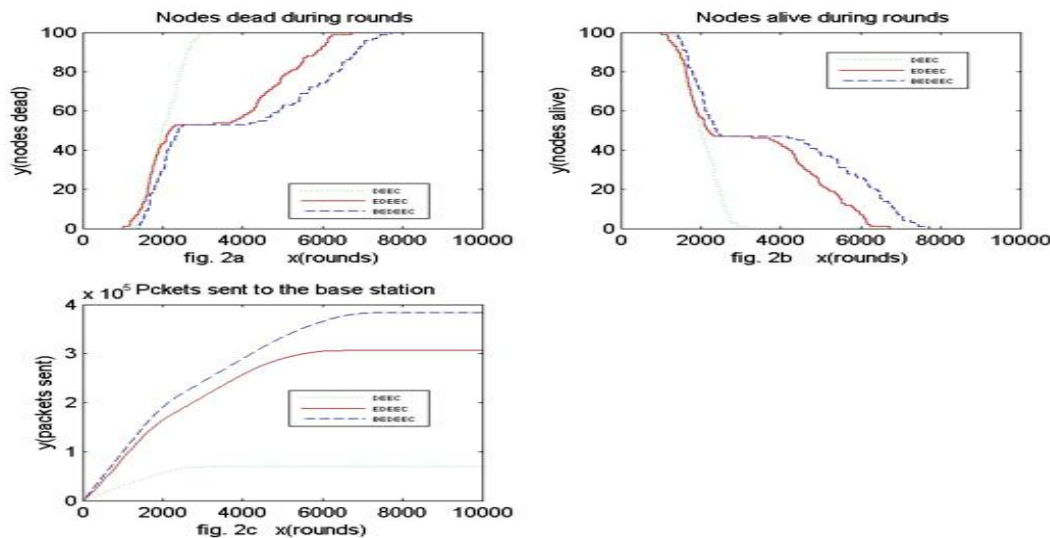 Nodes dead during rounds
100
80
60
40
20
0
y(nodes dead)
DEEC
EDEEC
BEDEEC
0 2000 4000 6000 8000 10000
fig. 2a x(rounds)
Nodes alive during rounds
100
80
60
40
20
0
y(nodes alive)
DEEC
EDEEC
BEDEEC
0 2000 4000 6000 8000 10000
fig. 2b x(rounds)
x 10⁵ Pckets sent to the base station
4
3
2
1
0
y(packets sent)
DEEC
EDEEC
BEDEEC
0 2000 4000 6000 8000 10000
fig. 2c x(rounds)